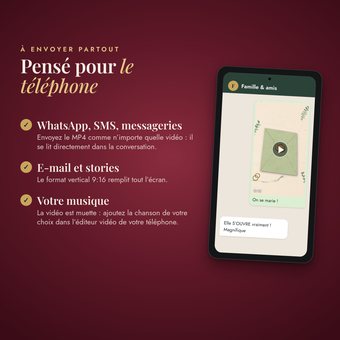 À ENVOYER PARTOUT
Pensé pour le
téléphone
WhatsApp, SMS, messageries
Envoyez le MP4 comme n'importe quelle vidéo : il
se lit directement dans la conversation.
E-mail et stories
Le format vertical 9:16 remplit tout l'écran.
Votre musique
La vidéo est muette : ajoutez la chanson de votre
choix dans l'éditeur vidéo de votre téléphone.
F Famille & amis
On se marie !
Elle S'OUVRE vraiment !
Magnifique